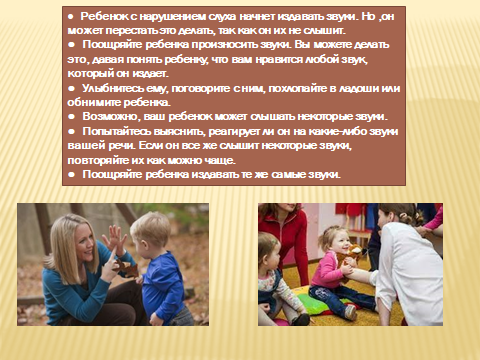 ● Ребенок с нарушением слуха начнет издавать звуки. Но ,он
может перестать это делать, так как он их не слышит.
● Поощряйте ребенка произносить звуки. Вы можете делать
это, давая понять ребенку, что вам нравится любой звук,
который он издает.
● Улыбнитесь ему, поговорите с ним, похлопайте в ладоши или
обнимите ребенка.
● Возможно, ваш ребенок может слышать некоторые звуки.
● Попытайтесь выяснить, реагирует ли он на какие-либо звуки
вашей речи. Если он все же слышит некоторые звуки,
повторяйте их как можно чаще.
● Поощряйте ребенка издавать те же самые звуки.